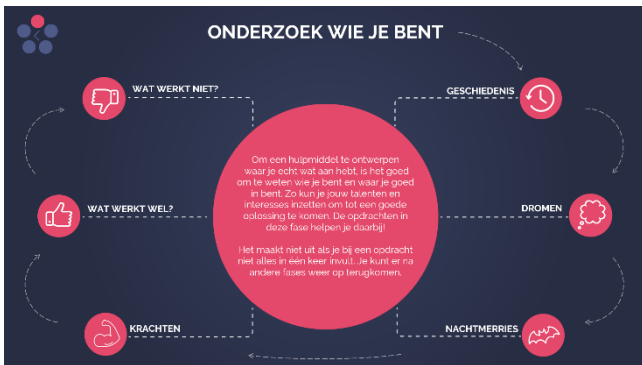 ONDERZOEK WIE JE BENT
WAT WERKT NIET?
GESCHIEDENIS
Om een hulpmiddel te ontwerpen
waar je echt wat aan hebt, is het goed
om te weten wie je bent en waar je goed
in bent. Zo kun je jouw talenten en
interesses inzetten om tot een goede
oplossing te komen. De opdrachten in
deze fase helpen je daarbij!
Het maakt niet uit als je bij een opdracht
niet alles in één keer invult. Je kunt er na
andere fases weer op terugkomen.
WAT WERKT WEL?
DROMEN
KRACHTEN
NACHTMERRIES